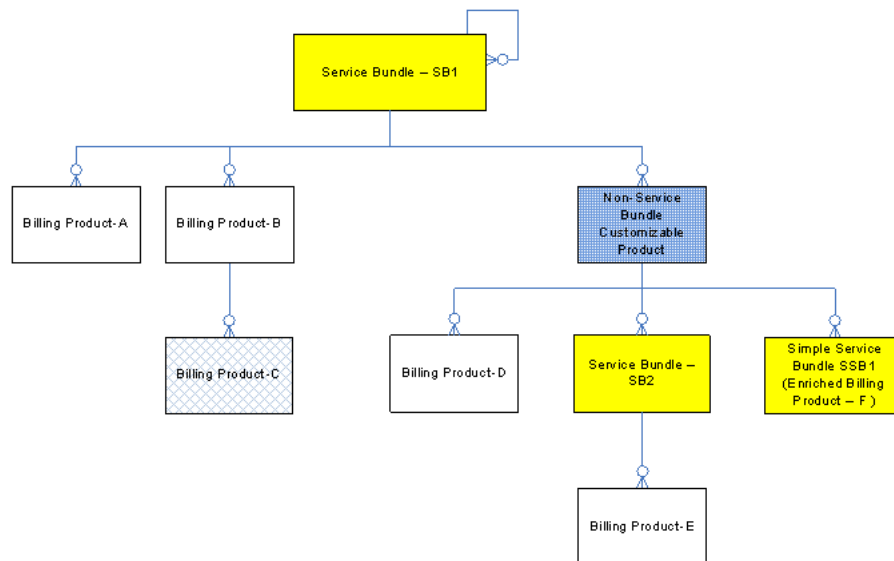 Service Bundle – SB1
Billing Product-A
Billing Product-B
Non-Service
Bundle
Customizable
Product
Billing Product-C
Billing Product-D
Service Bundle –
SB2
Simple Service
Bundle SSB1
(Enriched Billing
Product – F )
Billing Product-E